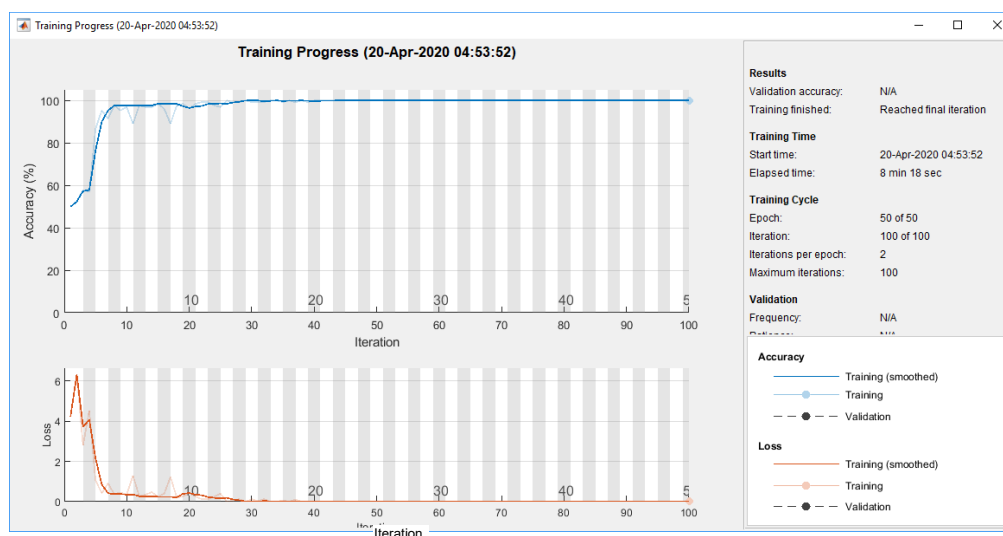 Training Progress (20-Apr-2020 04:53:52)
Training Progress (20-Apr-2020 04:53:52)
Accuracy (%)
100
80
60
40
20
0
10 20 30 40 5
0 10 20 30 40 50 60 70 80 90 100
Iteration
Loss
6
4
2
0
10 20 30 40 5
0 10 20 30 40 50 60 70 80 90 100
Iteration
Results
Validation accuracy: N/A
Training finished: Reached final iteration
Training Time
Start time: 20-Apr-2020 04:53:52
Elapsed time: 8 min 18 sec
Training Cycle
Epoch: 50 of 50
Iteration: 100 of 100
Iterations per epoch: 2
Maximum iterations: 100
Validation
Frequency: N/A
Patience: N/A
Accuracy
Training (smoothed)
Training
Validation
Loss
Training (smoothed)
Training
Validation